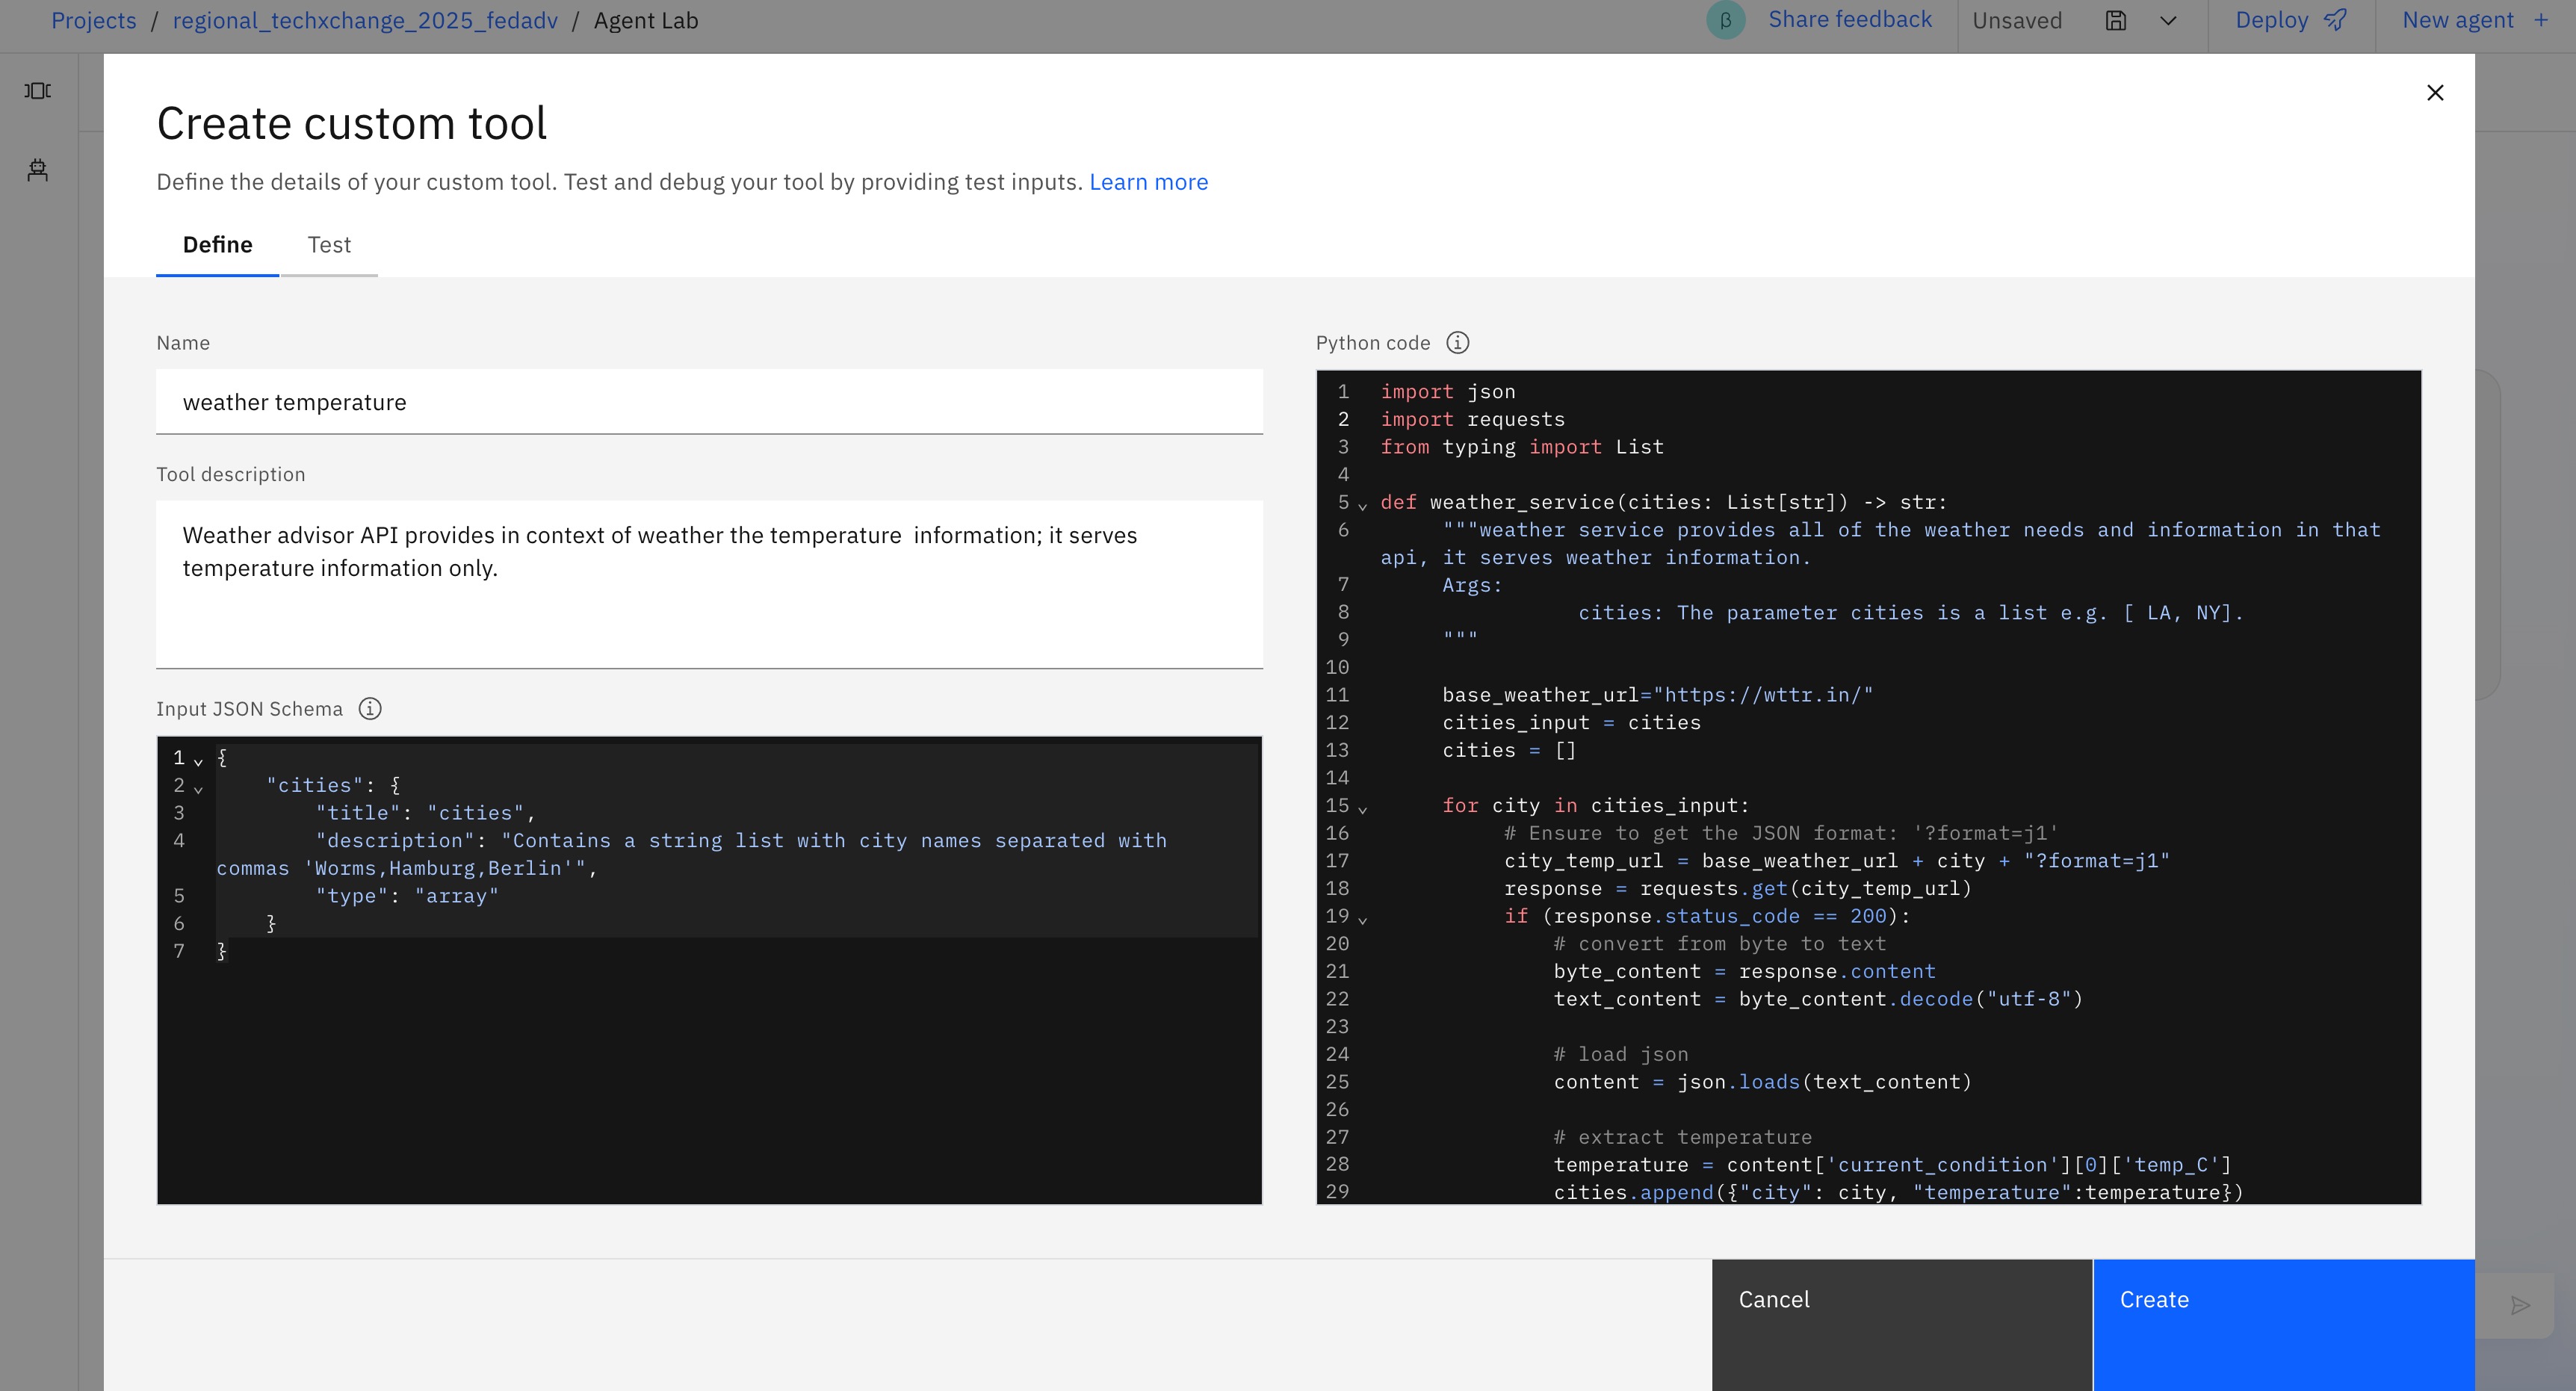 Projects / regional_techxchange_2025_fedadv / Agent Lab
β Share feedback Unsaved Deploy New agent +
Create custom tool
Define the details of your custom tool. Test and debug your tool by providing test inputs. Learn more
Define Test
Name
weather temperature
Tool description
Weather advisor API provides in context of weather the temperature  information; it serves
temperature information only.
Input JSON Schema
1 {
2     "cities": {
3         "title": "cities",
4         "description": "Contains a string list with city names separated with
commas 'Worms,Hamburg,Berlin'",
5         "type": "array"
6     }
7 }
Python code
1 import json
2 import requests
3 from typing import List
4
5 def weather_service(cities: List[str]) -> str:
6      """weather service provides all of the weather needs and information in that
api, it serves weather information.
7      Args:
8                 cities: The parameter cities is a list e.g. [ LA, NY].
9      """
10
11      base_weather_url="https://wttr.in/"
12      cities_input = cities
13      cities = []
14
15      for city in cities_input:
16           # Ensure to get the JSON format: '?format=j1'
17           city_temp_url = base_weather_url + city + "?format=j1"
18           response = requests.get(city_temp_url)
19           if (response.status_code == 200):
20               # convert from byte to text
21               byte_content = response.content
22               text_content = byte_content.decode("utf-8")
23
24               # load json
25               content = json.loads(text_content)
26
27               # extract temperature
28               temperature = content['current_condition'][0]['temp_C']
29               cities.append({"city": city, "temperature":temperature})
Cancel
Create